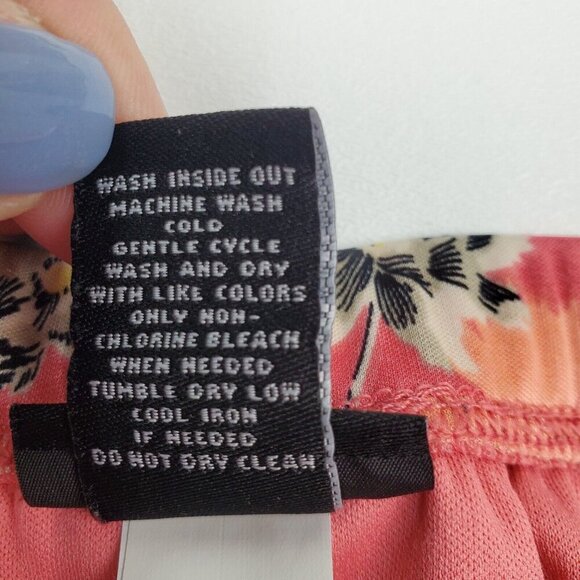 WASH INSIDE OUT
MACHINE WASH
COLD
GENTLE CYCLE
WASH AND DRY
WITH LIKE COLORS
ONLY NON-
CHLORINE BLEACH
WHEN NEEDED
TUMBLE DRY LOW
COOL IRON
IF NEEDED
DO NOT DRY CLEAN